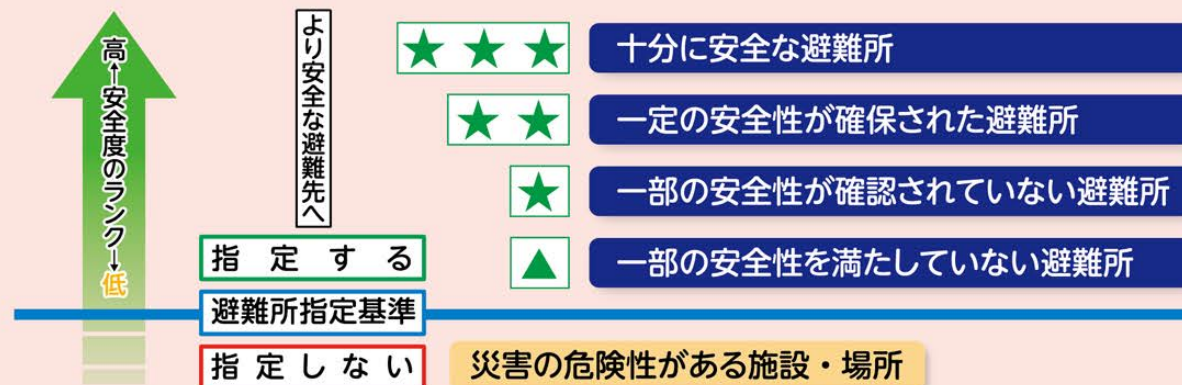 高←安全度のランク→低
より安全な避難先へ
★ ★ ★ 十分に安全な避難所
★ ★ 一定の安全性が確保された避難所
★ 一部の安全性が確認されていない避難所
▲ 一部の安全性を満たしていない避難所
指定する
避難所指定基準
指定しない
災害の危険性がある施設・場所